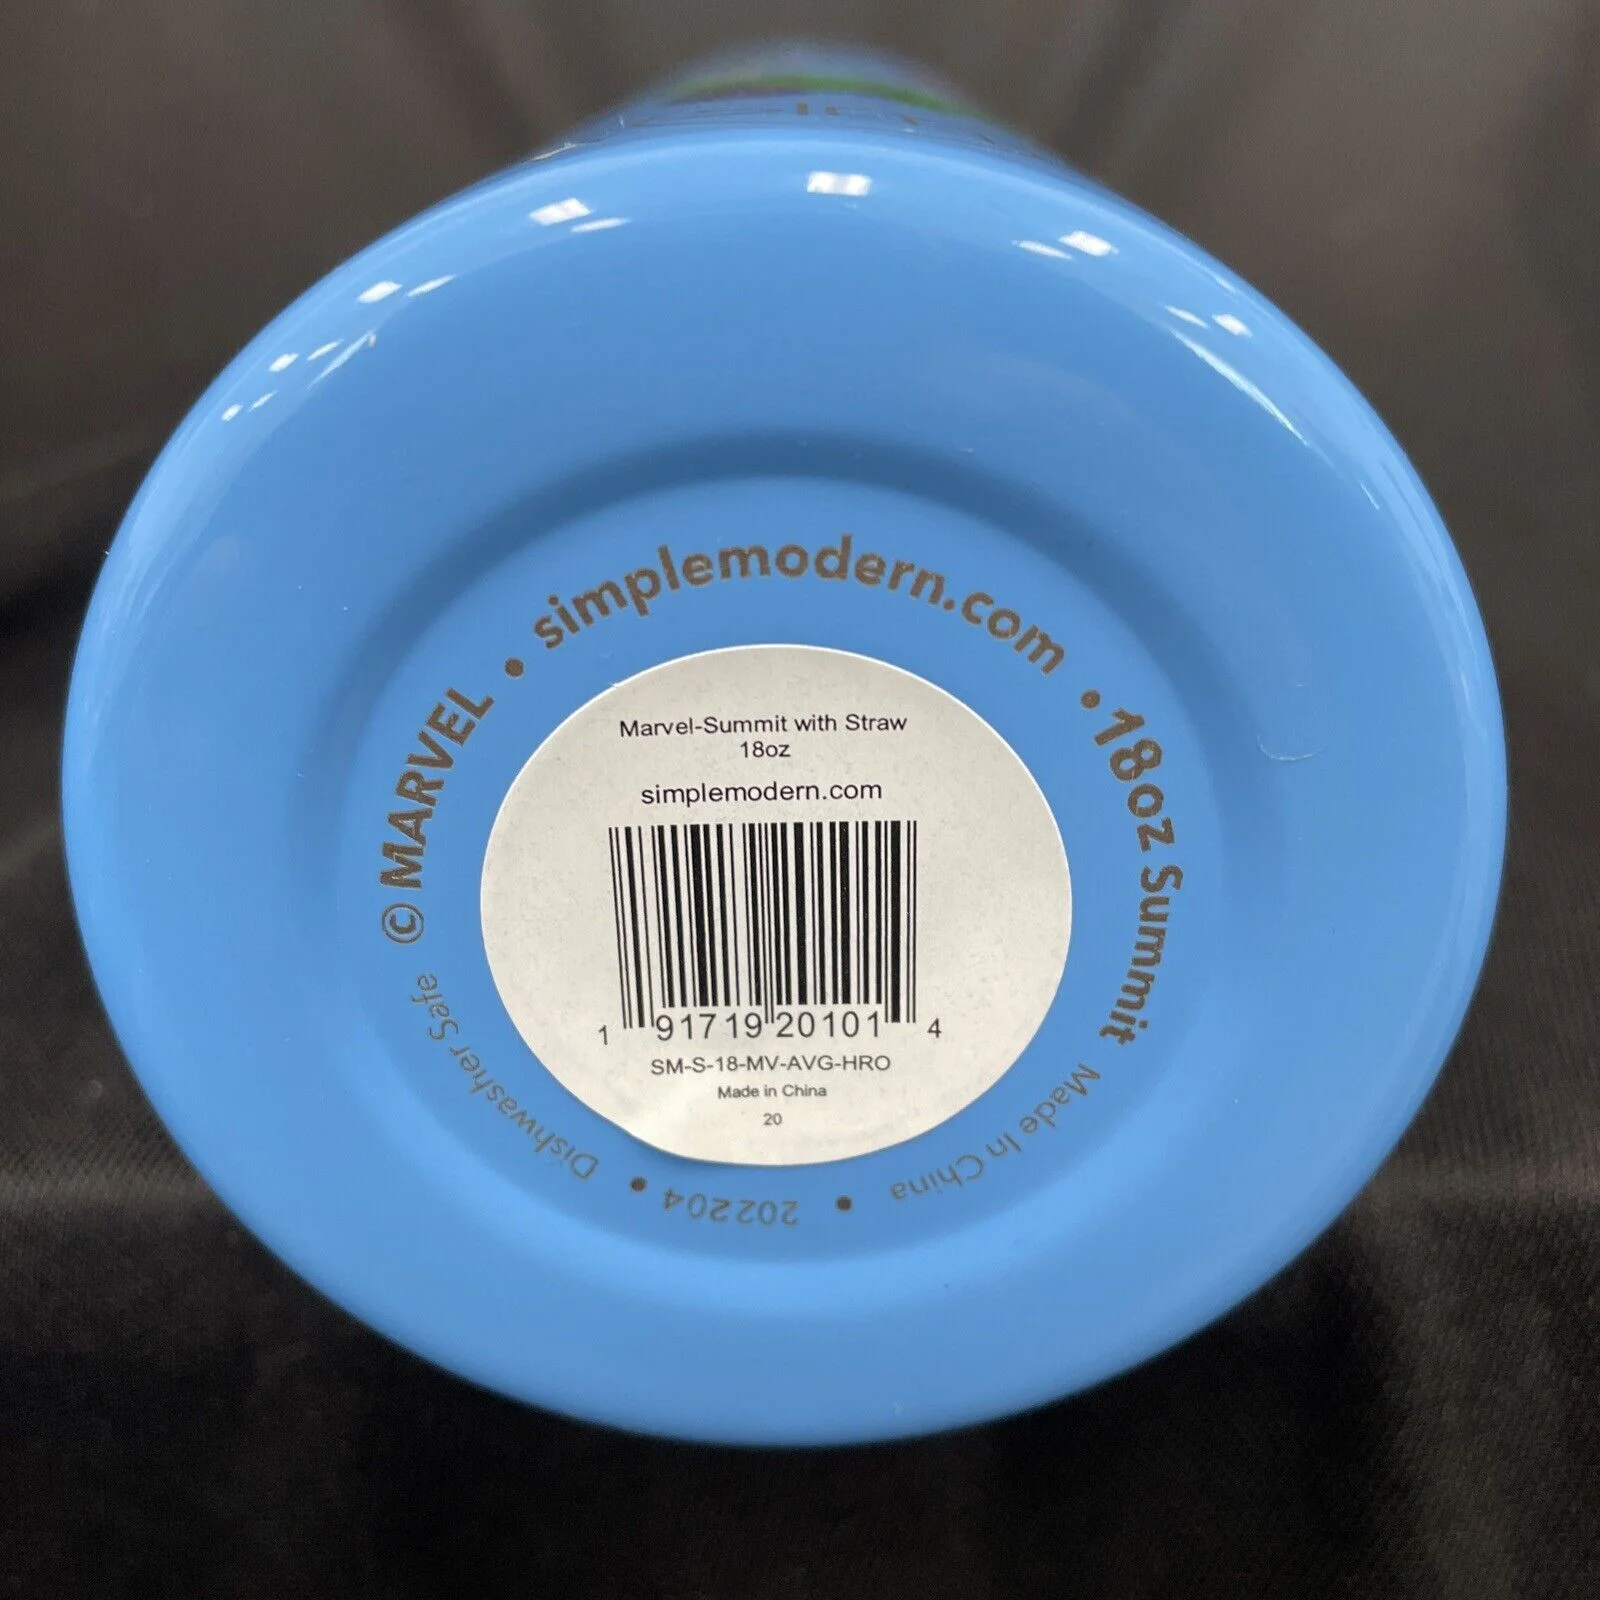 © MARVEL • simplemodern.com • 18oz Summit
Made In China • 202204 • Dishwasher Safe
Marvel-Summit with Straw
18oz
simplemodern.com
1 91719 20101 4
SM-S-18-MV-AVG-HRO
Made in China
20